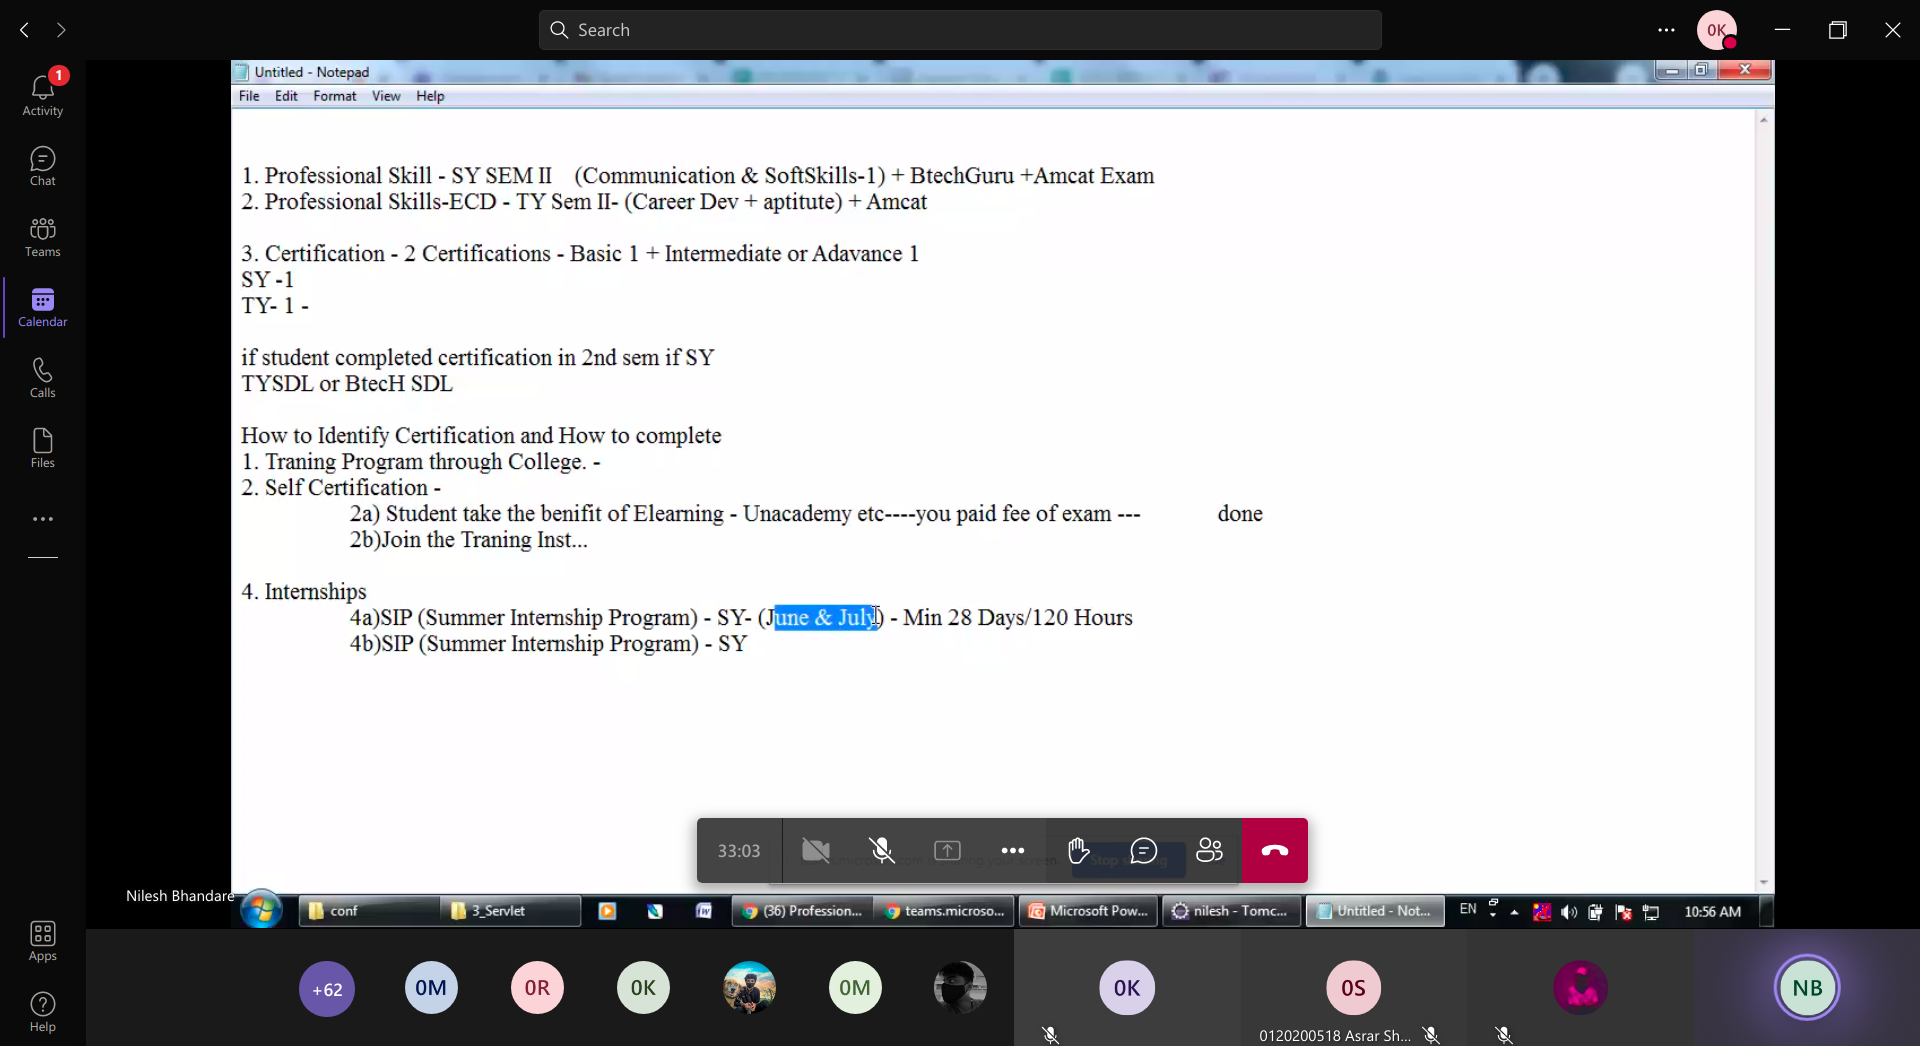 Search
OK
1
Activity
Chat
Teams
Calendar
Calls
Files
Apps
Help
Untitled - Notepad
File Edit Format View Help
1. Professional Skill - SY SEM II (Communication & SoftSkills-1) + BtechGuru +Amcat Exam
2. Professional Skills-ECD - TY Sem II- (Career Dev + aptitute) + Amcat
3. Certification - 2 Certifications - Basic 1 + Intermediate or Adavance 1
SY -1
TY- 1 -
if student completed certification in 2nd sem if SY
TYSDL or BtecH SDL
How to Identify Certification and How to complete
1. Traning Program through College. -
2. Self Certification -
2a) Student take the benifit of Elearning - Unacademy etc----you paid fee of exam --- done
2b)Join the Traning Inst...
4. Internships
4a)SIP (Summer Internship Program) - SY- (June & July) - Min 28 Days/120 Hours
4b)SIP (Summer Internship Program) - SY
33:03
Nilesh Bhandare
conf
3_Servlet
(36) Profession...
teams.microso...
Microsoft Pow...
nilesh - Tomc...
Untitled - Not...
EN
10:56 AM
+62
0M
0R
0K
0M
0K
0S
NB
0120200518 Asrar Sh...